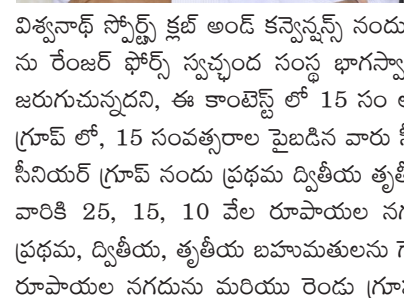 విశ్వనాథ్ స్పోర్ట్స్ క్లబ్ అండ్ కన్వెన్షన్స్ నందు
ను రేంజర్ ఫోర్స్ స్వచ్ఛంద సంస్థ
జరుగుచున్నదని, ఈ కాంటెస్ట్ లో 15 సం
గ్రూప్ లో, 15 సంవత్సరాల పైబడిన వారు
సీనియర్ గ్రూప్ నందు ప్రథమ ద్వితీయ
వారికి 25, 15, 10 వేల రూపాయల
ప్రథమ, ద్వితీయ, తృతీయ బహుమతులను
రూపాయల నగదును మరియు రెండు